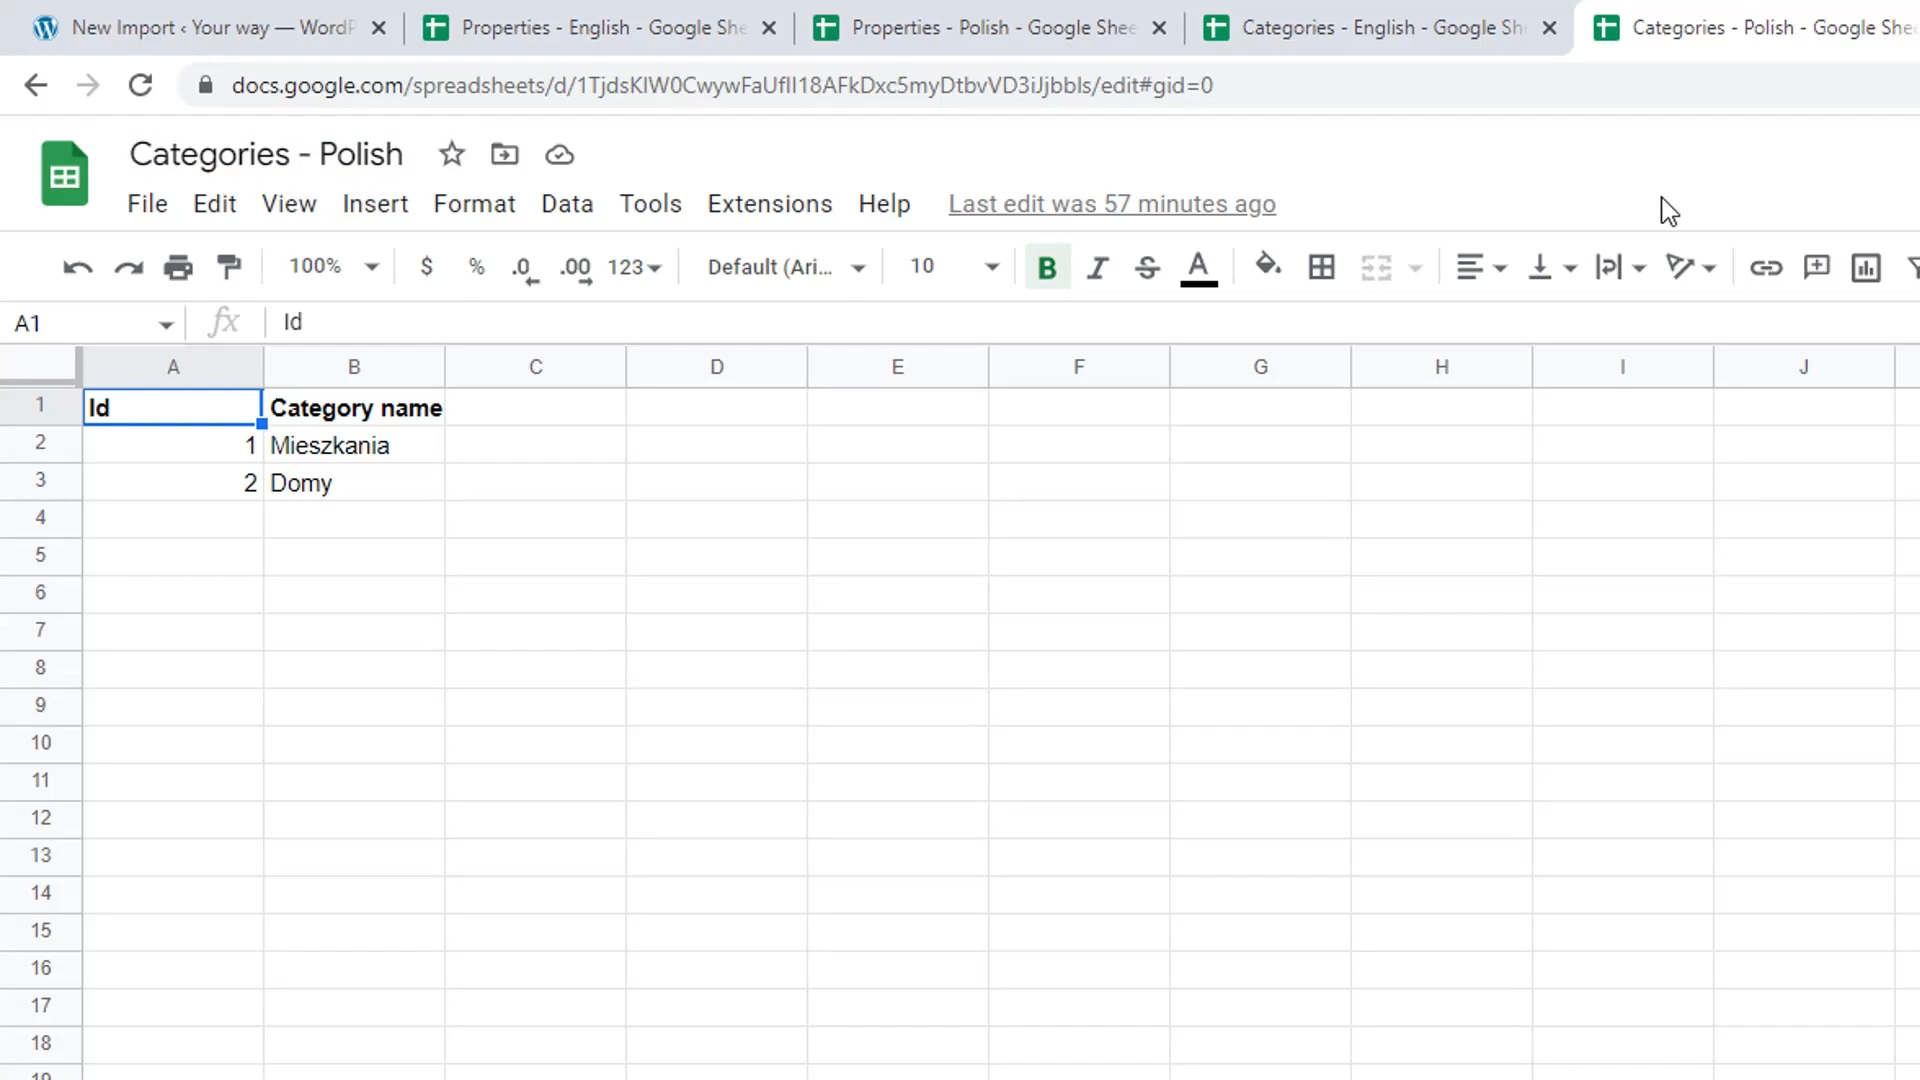 New Import ‹ Your way — WordP
Properties - English - Google She
Properties - Polish - Google Shee
Categories - English - Google Sh
Categories - Polish - Google Shee
docs.google.com/spreadsheets/d/1TjdsKlW0CwywFaUfll18AFkDxc5myDtbvVD3iJjbbls/edit#gid=0
Categories - Polish
File Edit View Insert Format Data Tools Extensions Help Last edit was 57 minutes ago
100% $ % .0 .00 123 Default (Ari... 10 B I S A
A1 fx Id
A B C D E F G H I J
1 Id Category name
2 1 Mieszkania
3 2 Domy
4
5
6
7
8
9
10
11
12
13
14
15
16
17
18
19